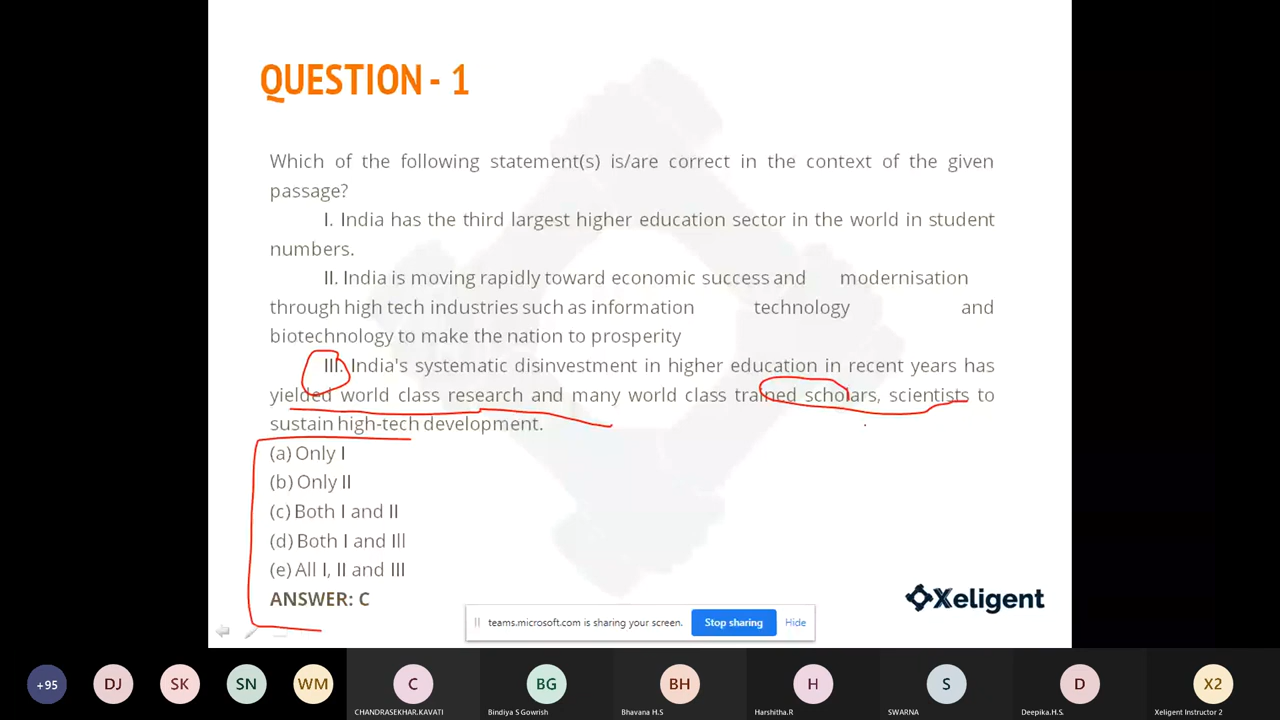 QUESTION - 1
Which of the following statement(s) is/are correct in the context of the given
passage?
I. India has the third largest higher education sector in the world in student
numbers.
II. India is moving rapidly toward economic success and modernisation
through high tech industries such as information technology and
biotechnology to make the nation to prosperity
III. India's systematic disinvestment in higher education in recent years has
yielded world class research and many world class trained scholars, scientists to
sustain high-tech development.
(a) Only I
(b) Only II
(c) Both I and II
(d) Both I and Ill
(e) All I, II and III
ANSWER: C
Xeligent
teams.microsoft.com is sharing your screen. Stop sharing Hide
+95 DJ SK SN WM C BG BH H S D X2
CHANDRASEKHAR.KAVATI Bindiya S Gowrish Bhavana H.S Harshitha.R SWARNA Deepika.H.S. Xeligent Instructor 2